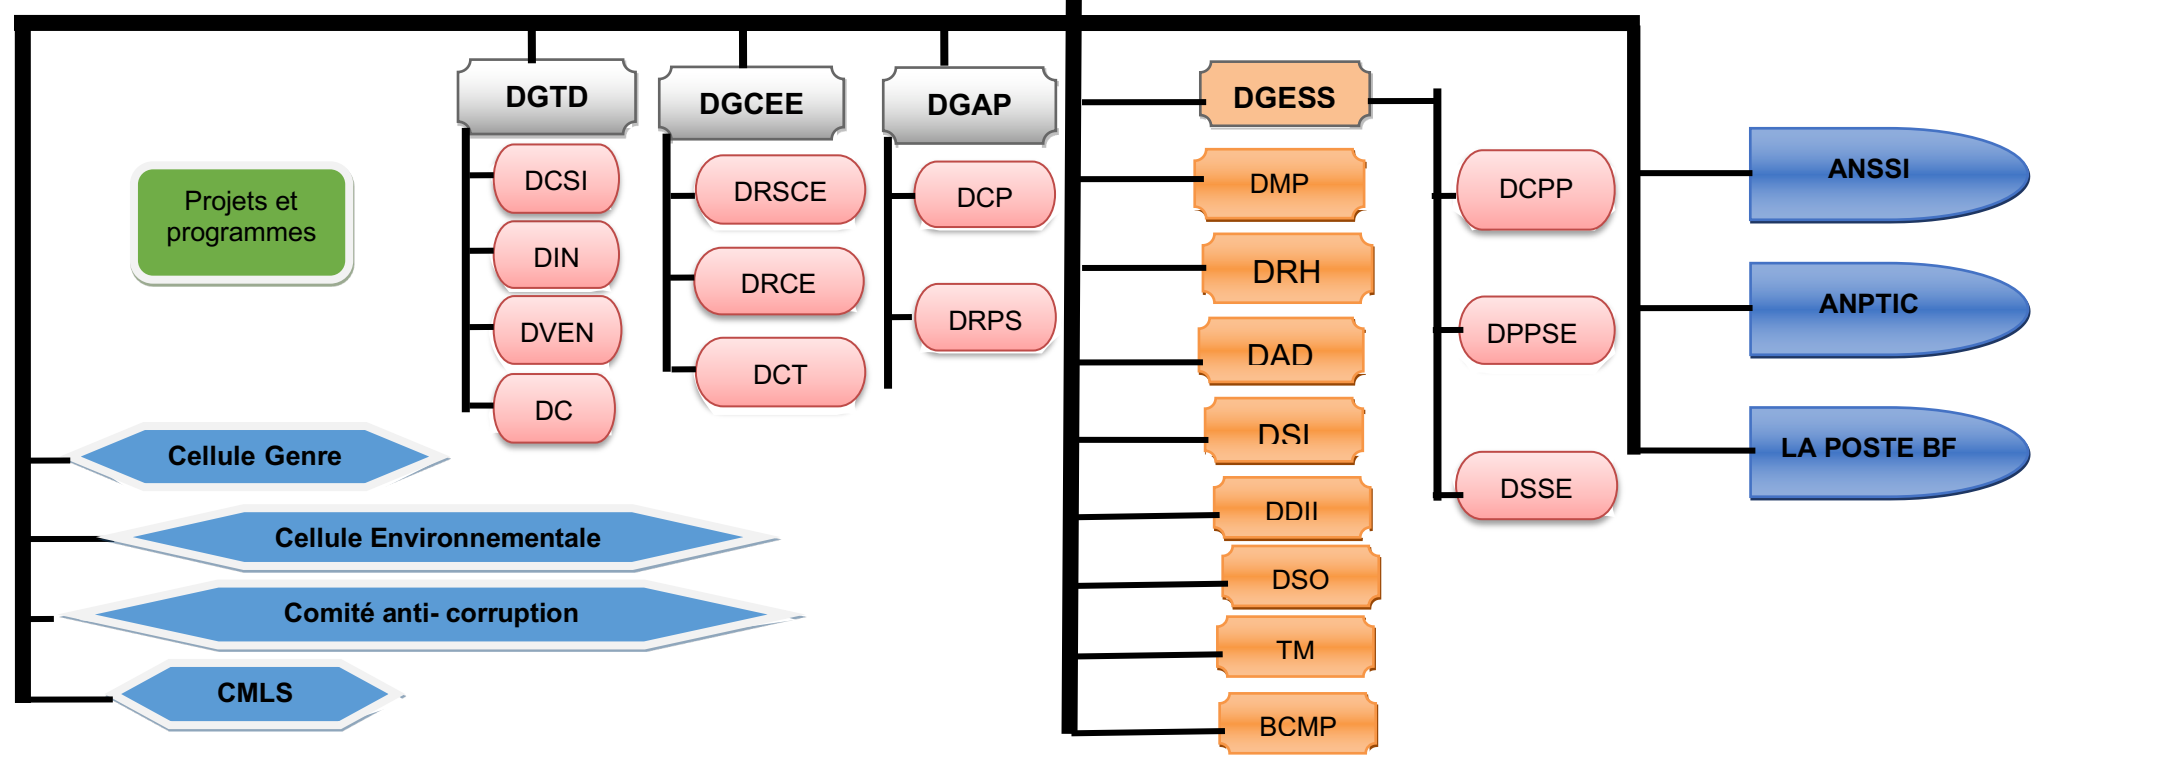 DGTD
DGCEE
DGAP
DGESS
Projets et
programmes
DCSI
DIN
DVEN
DC
DRSCE
DRCE
DCT
DCP
DRPS
DMP
DRH
DAD
DSI
DDII
DSO
TM
BCMP
DCPP
DPPSE
DSSE
ANSSI
ANPTIC
LA POSTE BF
Cellule Genre
Cellule Environnementale
Comité anti- corruption
CMLS